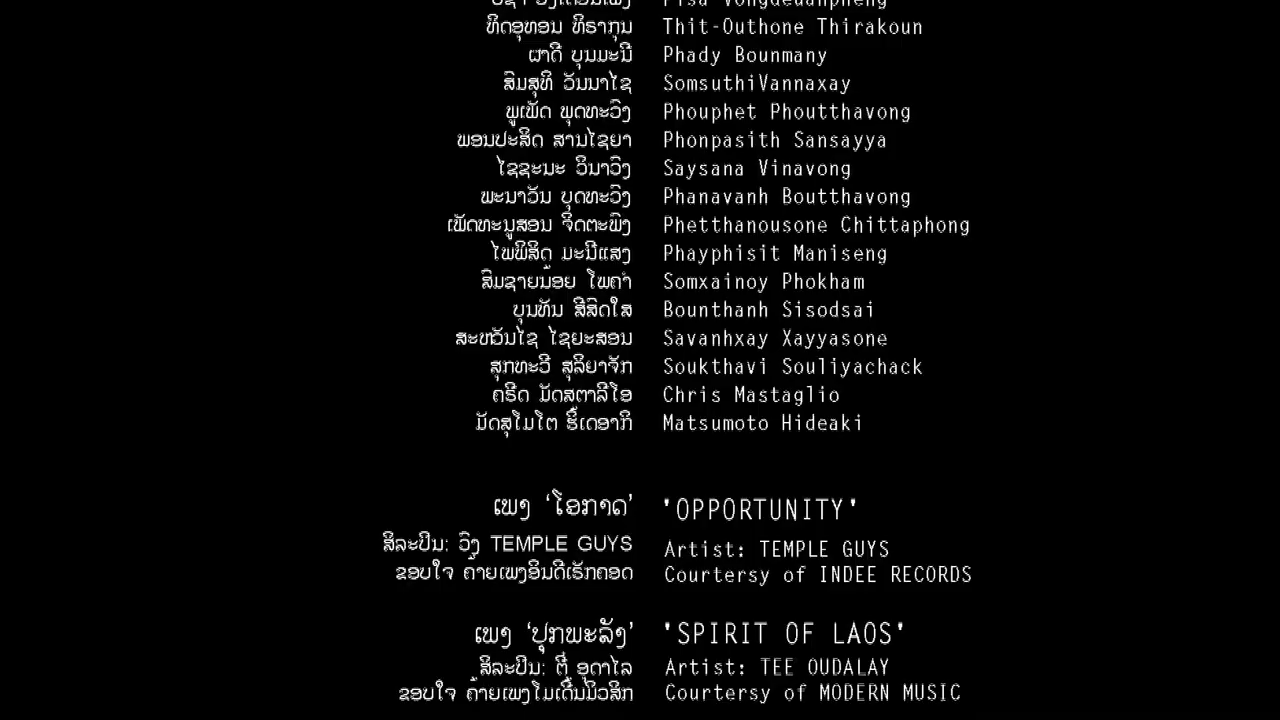 ທິດອຸທອນ ທິຣາກຸນ Thit-Outhone Thirakoun
ຜາດີ ບຸນມະນີ Phady Bounmany
ສົມສຸທິ ວັນນາໄຊ SomsuthiVannaxay
ພູເພັດ ພຸດທະວົງ Phouphet Phoutthavong
ພອນປະສິດ ສານໄຊຍາ Phonpasith Sansayya
ໄຊຊະນະ ວິນາວົງ Saysana Vinavong
ພະນາວັນ ບຸດທະວົງ Phanavanh Boutthavong
ເພັດທະນູສອນ ຈິດຕະພົງ Phetthanousone Chittaphong
ໄພພິສິດ ມະນີແສງ Phayphisit Maniseng
ສົມຊາຍນ້ອຍ ໂພຄຳ Somxainoy Phokham
ບຸນທັນ ສີສົດໃສ Bounthanh Sisodsai
ສະຫວັນໄຊ ໄຊຍະສອນ Savanhxay Xayyasone
ສຸກທະວີ ສຸລິຍາຈັກ Soukthavi Souliyachack
ຄຣີດ ມັດສຕາລີໂອ Chris Mastaglio
ມັດສຸໂມໂຕ ຮິເດອາກິ Matsumoto Hideaki
ເພງ ‘ໂອກາດ’ 'OPPORTUNITY'
ສິລະປິນ: ວົງ TEMPLE GUYS Artist: TEMPLE GUYS
ຂອບໃຈ ຄ້າຍເພງອິນດີເຣັກຄອດ Courtersy of INDEE RECORDS
ເພງ ‘ປຸກພະລັງ’ 'SPIRIT OF LAOS'
ສິລະປິນ: ຕີ່ ອຸດາໄລ Artist: TEE OUDALAY
ຂອບໃຈ ຄ້າຍເພງໂມເດີ້ນມິວສິກ Courtersy of MODERN MUSIC